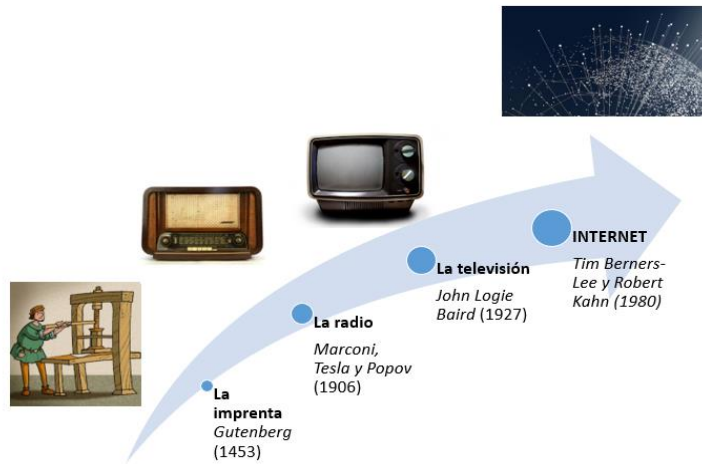 La
imprenta
Gutenberg
(1453)
La radio
Marconi,
Tesla y Popov
(1906)
La televisión
John Logie
Baird (1927)
INTERNET
Tim Berners-
Lee y Robert
Kahn (1980)